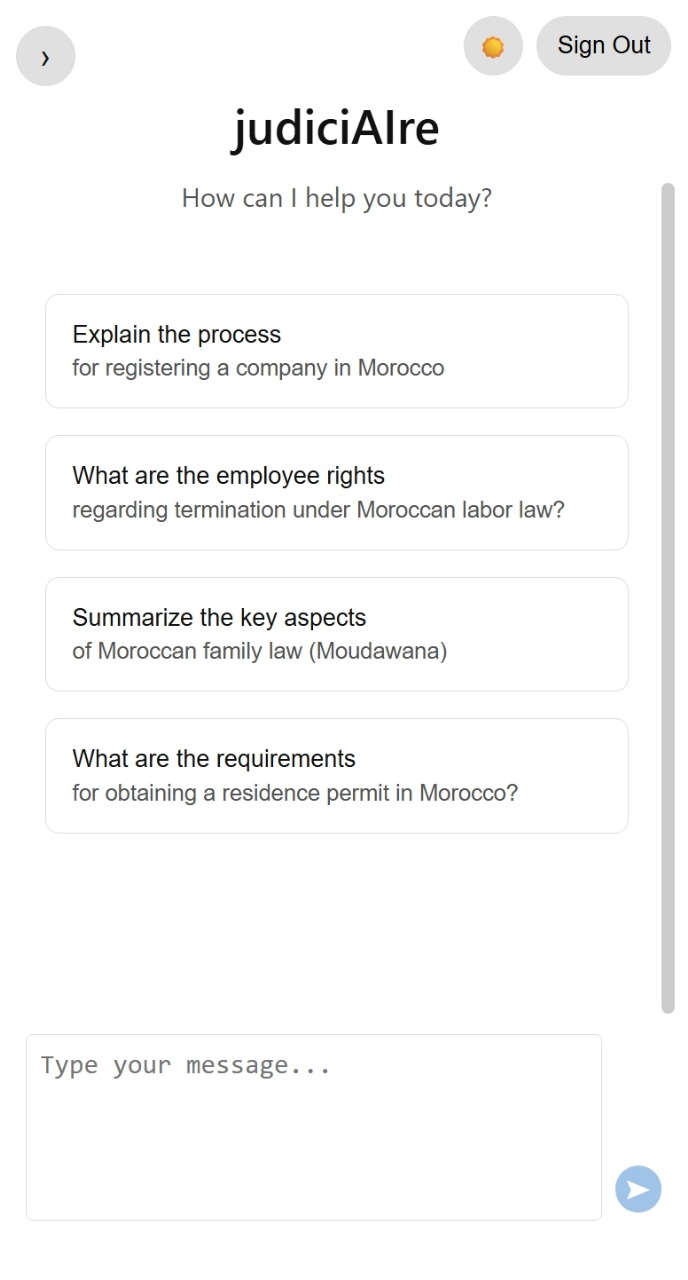 ›
Sign Out
judiciAIre
How can I help you today?
Explain the process
for registering a company in Morocco
What are the employee rights
regarding termination under Moroccan labor law?
Summarize the key aspects
of Moroccan family law (Moudawana)
What are the requirements
for obtaining a residence permit in Morocco?
Type your message...